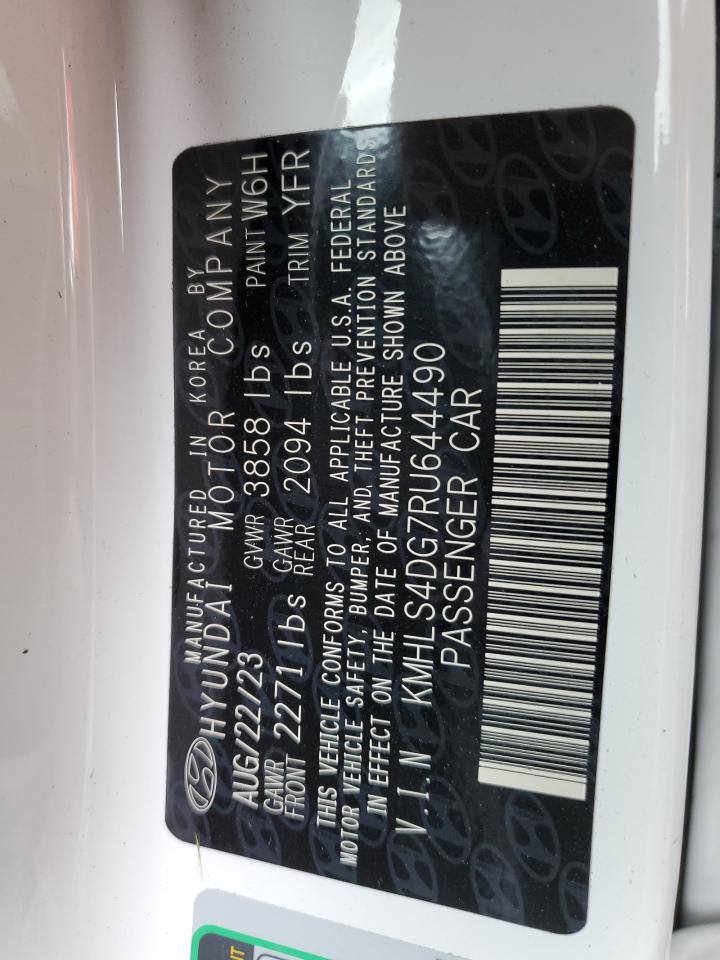 MANUFACTURED IN KOREA BY
HYUNDAI MOTOR COMPANY
AUG/22/23 GVWR 3858 lbs PAINT W6H
GAWR FRONT 2271 lbs GAWR REAR 2094 lbs TRIM YFR
THIS VEHICLE CONFORMS TO ALL APPLICABLE U.S.A. FEDERAL
MOTOR VEHICLE SAFETY, BUMPER, AND THEFT PREVENTION STANDARDS
IN EFFECT ON THE DATE OF MANUFACTURE SHOWN ABOVE
V.I.N KMHLS4DG7RU644490
PASSENGER CAR